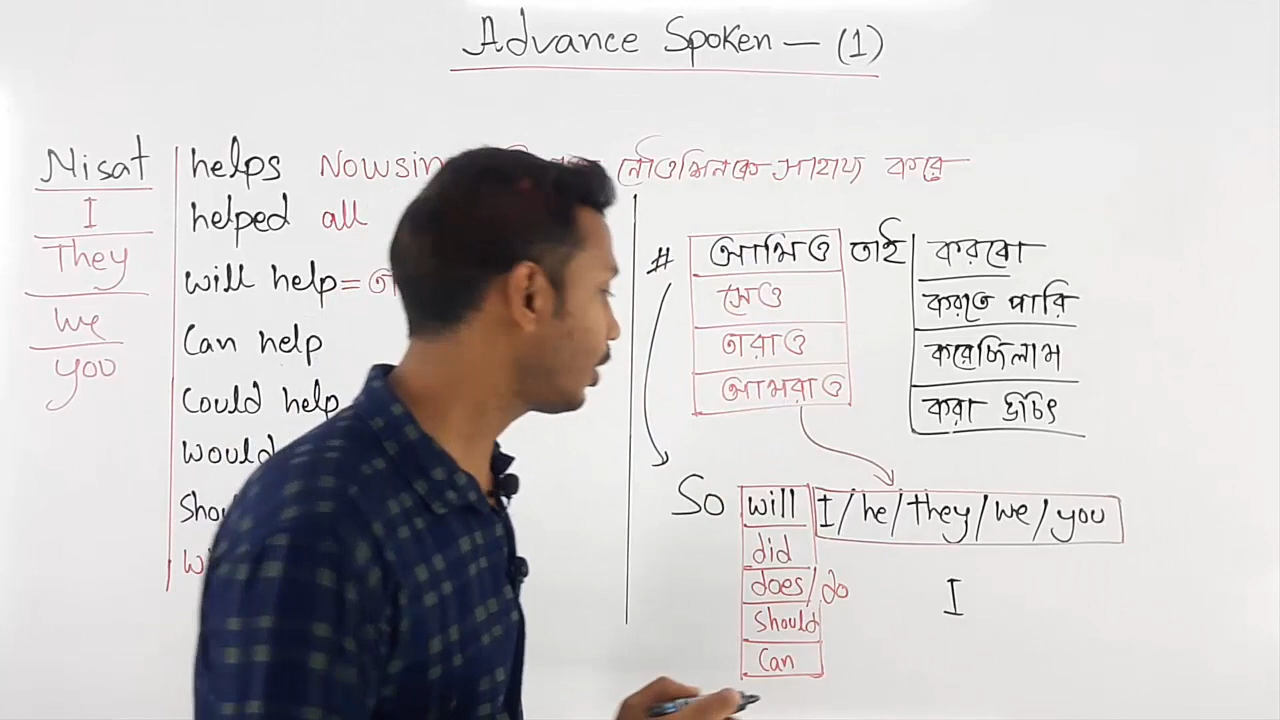 Advance Spoken — (1)
Nisat
I
They
we
you
helps Nowsin নৌওশিনকে সাহায্য করে
helped all
will help =
Can help
Could help
would
# আমিও তাই করবো
সেও
তারাও
আমরাও
করতে পারি
করেছিলাম
করা উচিৎ
So will I/he/they/we/you
did
does/do
should
Can
I